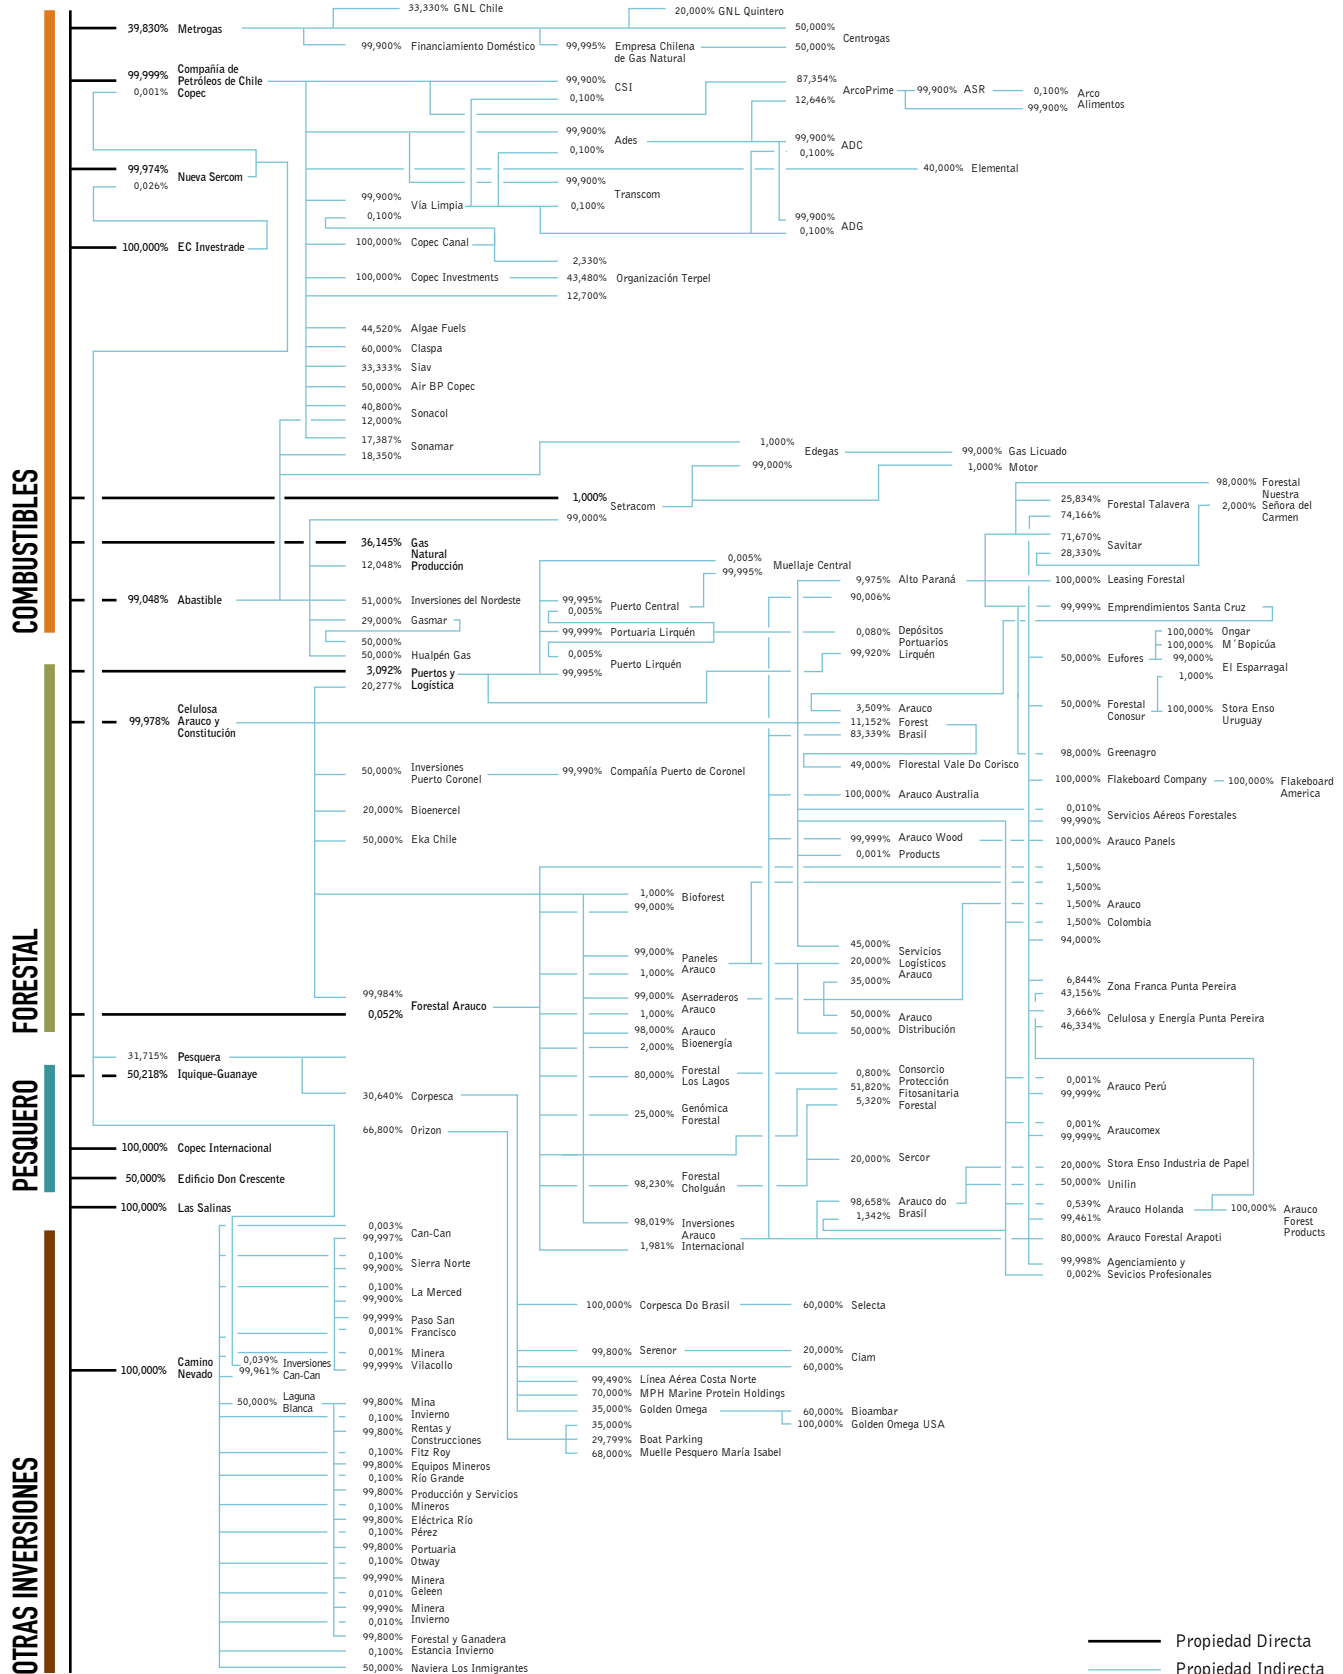 COMBUSTIBLES
39,830% Metrogas
33,330% GNL Chile
99,900% Financiamiento Doméstico
20,000% GNL Quintero
99,995% Empresa Chilena
de Gas Natural
50,000%
50,000%
Centrogas
99,999%
0,001%
Compañía de
Petróleos de Chile
Copec
99,900%
CSI
0,100%
87,354%
12,646%
ArcoPrime
99,900% ASR
0,100%
99,900%
Arco
Alimentos
99,900%
Ades
0,100%
99,900%
0,100%
ADC
40,000% Elemental
99,974%
0,026%
Nueva Sercom
99,900%
Transcom
0,100%
99,900%
Vía Limpia
0,100%
99,900%
0,100%
ADG
100,000% EC Investrade
100,000% Copec Canal
2,330%
100,000% Copec Investments
43,480% Organización Terpel
12,700%
44,520% Algae Fuels
60,000% Claspa
33,333% Siav
50,000% Air BP Copec
40,800%
Sonacol
12,000%
17,387%
Sonamar
18,350%
1,000%
Edegas
99,000%
99,000% Gas Licuado
1,000% Motor
1,000%
Setracom
99,000%
36,145%
12,048%
Gas
Natural
Producción
99,048% Abastible
51,000% Inversiones del Nordeste
29,000% Gasmar
50,000%
50,000% Hualpén Gas
0,005%
99,995%
Muellaje Central
99,995%
0,005%
Puerto Central
99,999% Portuaria Lirquén
0,005%
Puerto Lirquén
99,995%
0,080%
99,920%
Depósitos
Portuarios
Lirquén
FORESTAL
3,092%
20,277%
Puertos y
Logística
99,978%
Celulosa
Arauco y
Constitución
9,975% Alto Paraná
90,006%
25,834%
74,166%
Forestal Talavera
98,000%
2,000%
Forestal
Nuestra
Señora del
Carmen
71,670%
28,330%
Savitar
100,000% Leasing Forestal
99,999% Emprendimientos Santa Cruz
50,000% Eufores
100,000% Ongar
100,000% M´Bopicúa
99,000%
1,000%
El Esparragal
50,000% Forestal
Conosur
100,000% Stora Enso
Uruguay
98,000% Greenagro
3,509% Arauco
11,152% Forest
83,339% Brasil
49,000% Florestal Vale Do Corisco
100,000% Flakeboard Company
100,000% Flakeboard
America
50,000% Inversiones
Puerto Coronel
99,990% Compañía Puerto de Coronel
20,000% Bioenercel
50,000% Eka Chile
100,000% Arauco Australia
0,010%
99,990%
Servicios Aéreos Forestales
99,999% Arauco Wood
0,001% Products
100,000% Arauco Panels
1,500%
1,500%
1,500% Arauco
1,500% Colombia
94,000%
1,000%
99,000%
Bioforest
99,000% Paneles
1,000% Arauco
45,000% Servicios
20,000% Logísticos
35,000% Arauco
50,000% Arauco
50,000% Distribución
99,984%
0,052%
Forestal Arauco
99,000% Aserraderos
1,000% Arauco
98,000% Arauco
2,000% Bioenergía
80,000% Forestal
Los Lagos
0,800% Consorcio
51,820% Protección
5,320% Fitosanitaria
Forestal
25,000% Genómica
Forestal
98,230% Forestal
Cholguán
20,000% Sercor
98,019%
1,981%
Inversiones
Arauco
Internacional
98,658% Arauco do
1,342% Brasil
6,844%
43,156%
Zona Franca Punta Pereira
3,666%
46,334%
Celulosa y Energía Punta Pereira
0,001%
99,999%
Arauco Perú
0,001%
99,999%
Araucomex
20,000% Stora Enso Industria de Papel
50,000% Unilin
0,539%
99,461%
Arauco Holanda
100,000% Arauco
Forest
Products
80,000% Arauco Forestal Arapoti
99,998% Agenciamiento y
0,002% Sevicios Profesionales
PESQUERO
31,715% Pesquera
50,218% Iquique-Guanaye
30,640% Corpesca
66,800% Orizon
100,000% Copec Internacional
50,000% Edificio Don Crescente
100,000% Las Salinas
100,000% Corpesca Do Brasil
60,000% Selecta
99,800% Serenor
20,000%
60,000%
Ciam
99,490% Línea Aérea Costa Norte
70,000% MPH Marine Protein Holdings
35,000% Golden Omega
60,000% Bioambar
100,000% Golden Omega USA
35,000%
29,799% Boat Parking
68,000% Muelle Pesquero María Isabel
OTRAS INVERSIONES
100,000% Camino
Nevado
0,039%
99,961%
Inversiones
Can-Can
0,003%
99,997%
Can-Can
0,100%
99,900%
Sierra Norte
0,100%
99,900%
La Merced
99,999% Paso San
0,001% Francisco
0,001% Minera
99,999% Vilacollo
50,000% Laguna
Blanca
99,800% Mina
0,100% Invierno
99,800% Rentas y
Construcciones
0,100% Fitz Roy
99,800% Equipos Mineros
0,100% Río Grande
99,800% Producción y Servicios
0,100% Mineros
99,800% Eléctrica Río
0,100% Pérez
99,800% Portuaria
0,100% Otway
99,990% Minera
0,010% Geleen
99,990% Minera
0,010% Invierno
99,800% Forestal y Ganadera
0,100% Estancia Invierno
50,000% Naviera Los Inmigrantes
Propiedad Directa
Propiedad Indirecta